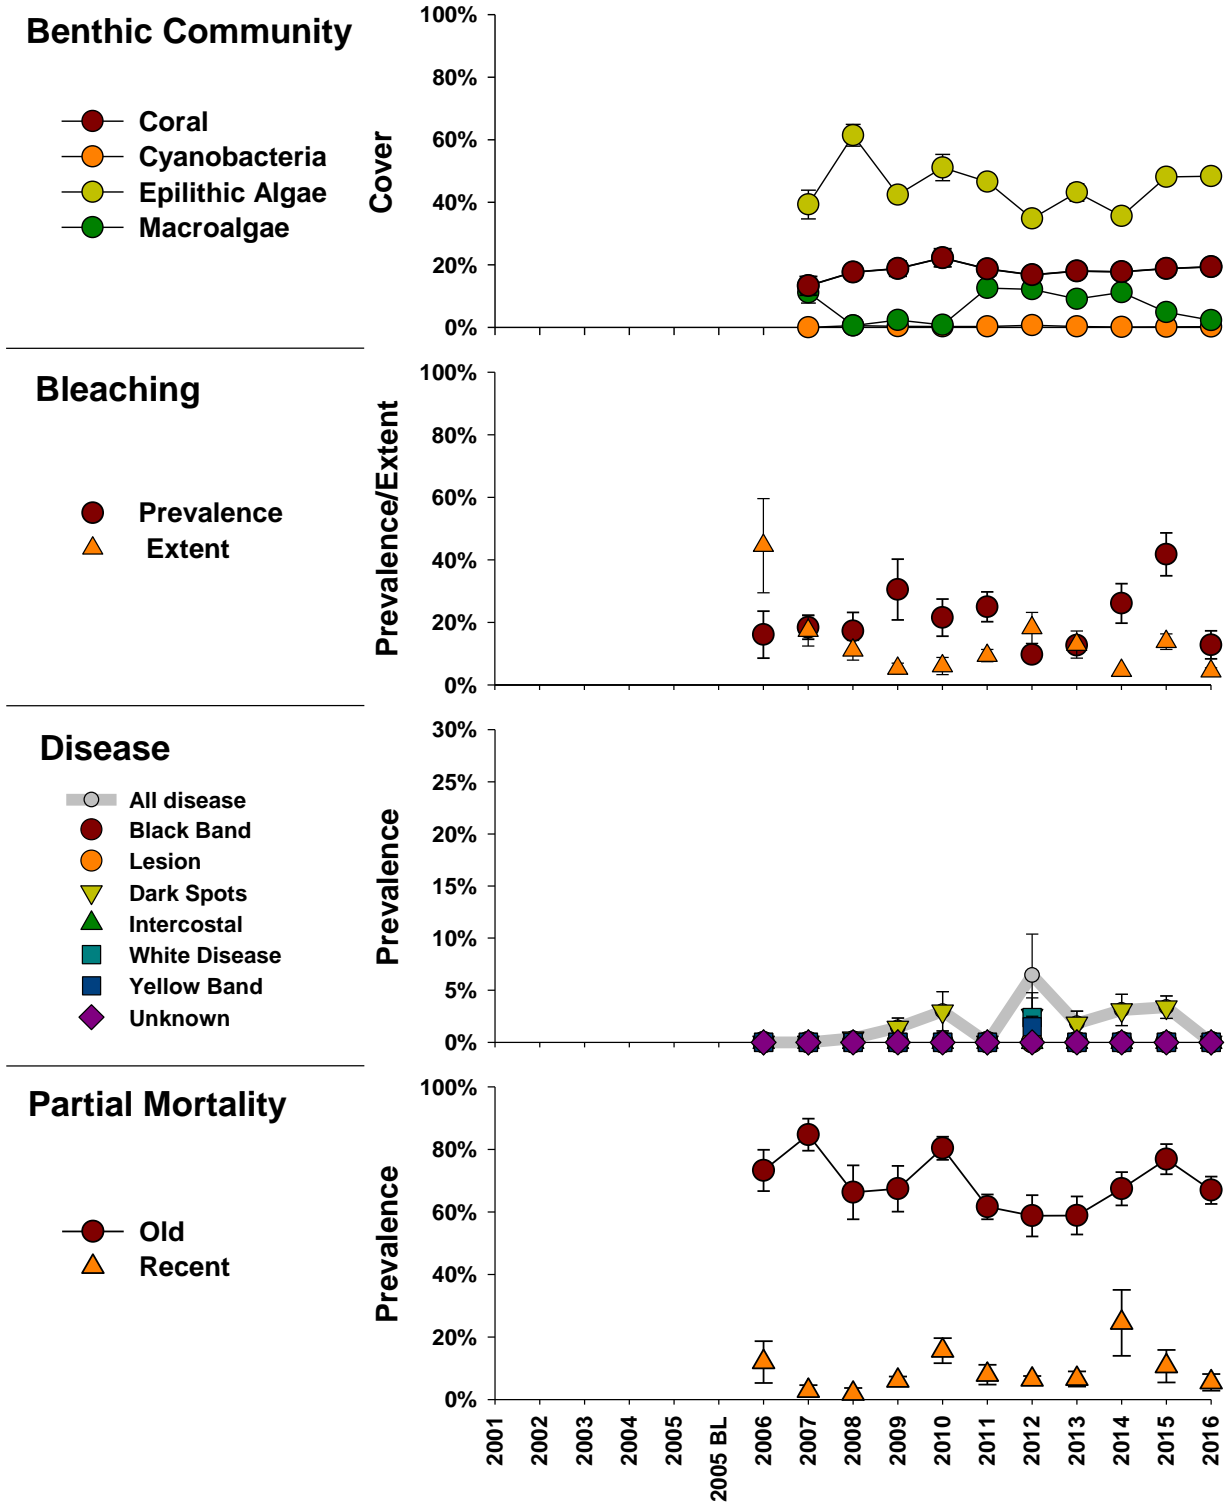 Benthic Community
Coral
Cyanobacteria
Epilithic Algae
Macroalgae
Cover
100%
80%
60%
40%
20%
0%
Bleaching
Prevalence
Extent
Prevalence/Extent
100%
80%
60%
40%
20%
0%
Disease
All disease
Black Band
Lesion
Dark Spots
Intercostal
White Disease
Yellow Band
Unknown
Prevalence
30%
25%
20%
15%
10%
5%
0%
Partial Mortality
Old
Recent
Prevalence
100%
80%
60%
40%
20%
0%
2001
2002
2003
2004
2005
2005 BL
2006
2007
2008
2009
2010
2011
2012
2013
2014
2015
2016